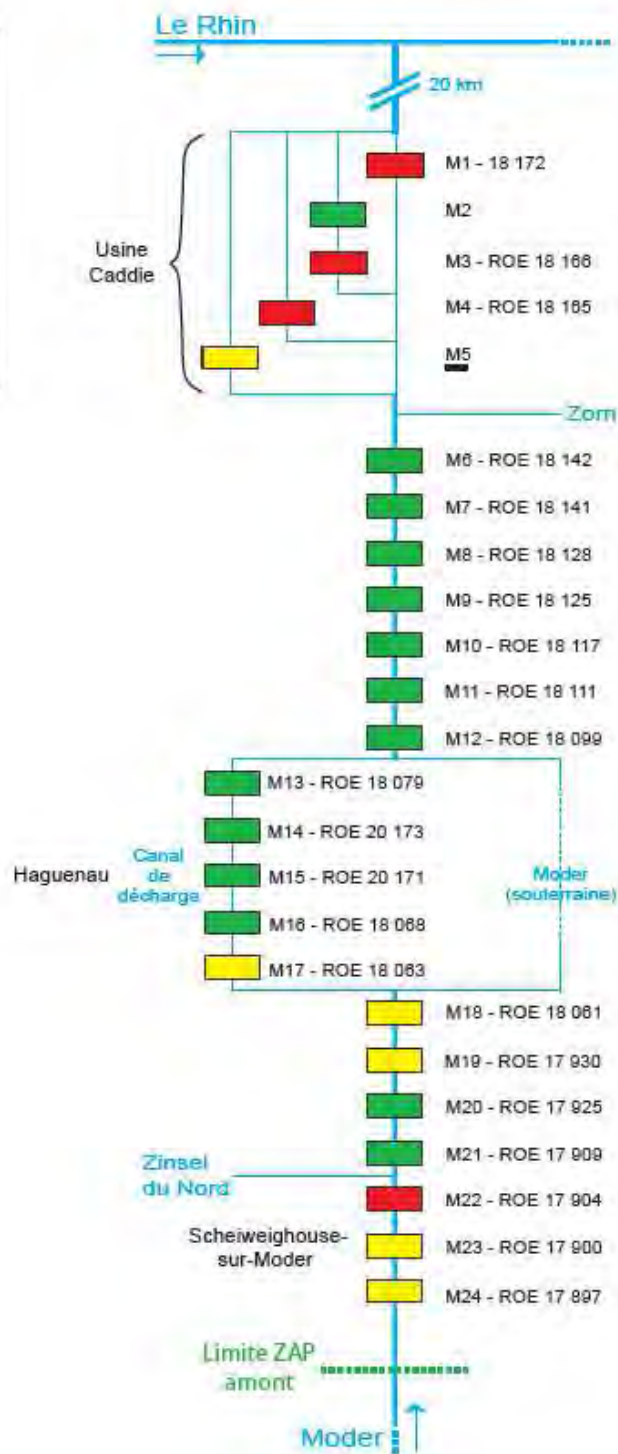 Le Rhin
20 km
M1 - 18 172
M2
Usine
Caddie
M3 - ROE 18 166
M4 - ROE 18 165
M5
Zorn
M6 - ROE 18 142
M7 - ROE 18 141
M8 - ROE 18 128
M9 - ROE 18 125
M10 - ROE 18 117
M11 - ROE 18 111
M12 - ROE 18 099
M13 - ROE 18 079
M14 - ROE 20 173
Haguenau
Canal
de
décharge
M15 - ROE 20 171
Moder
(souterraine)
M16 - ROE 18 068
M17 - ROE 18 063
M18 - ROE 18 061
M19 - ROE 17 930
M20 - ROE 17 925
M21 - ROE 17 909
Zinsel
du Nord
M22 - ROE 17 904
Scheiweighouse-
sur-Moder
M23 - ROE 17 900
M24 - ROE 17 897
Limite ZAP
amont
Moder